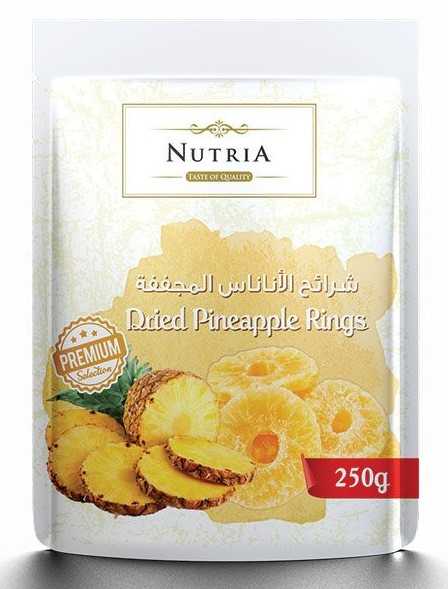 NUTRIA
TASTE OF QUALITY
شرائح الأناناس المجففة
Dried Pineapple Rings
PREMIUM
Selection
250g